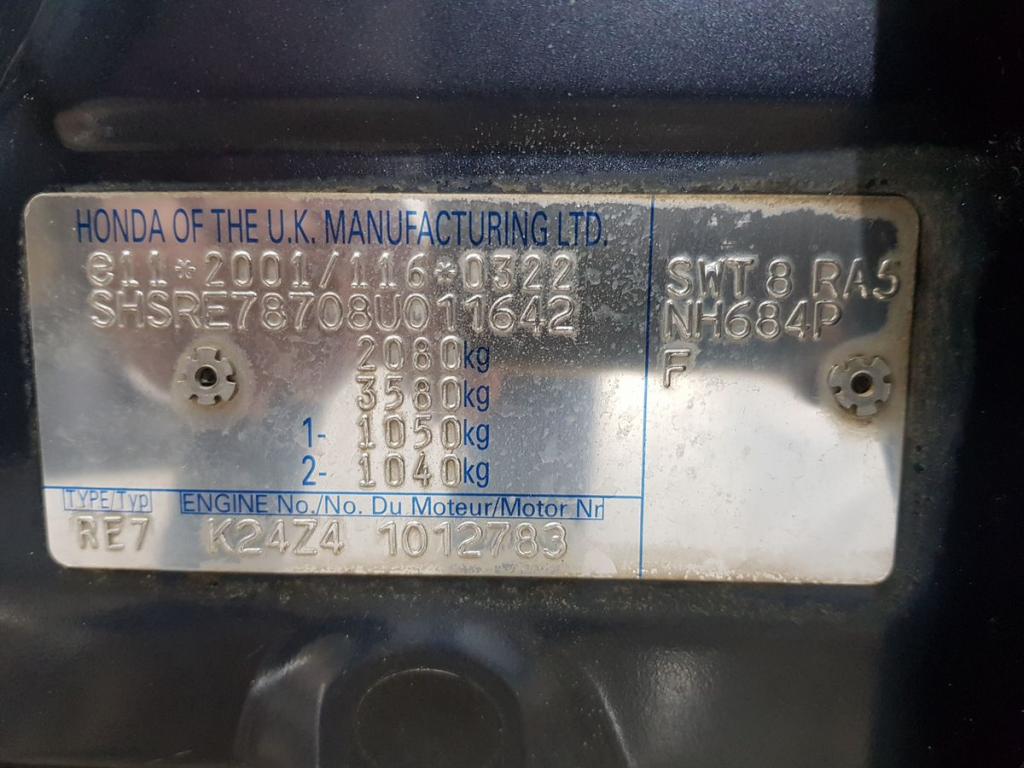 HONDA OF THE U.K. MANUFACTURING LTD.
e11*2001/116*0322
SHSRE78708U011642
2080kg
3580kg
1- 1050kg
2- 1040kg
TYPE/Typ ENGINE No./No. Du Moteur/Motor Nr
RE7 K24Z4 1012783
SWT 8 RA5
NH684P
F